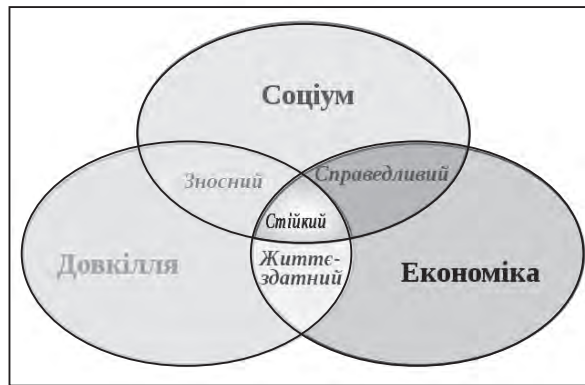 Соціум
Зносний
Справедливий
Стійкий
Довкілля
Життє-
здатний
Економіка